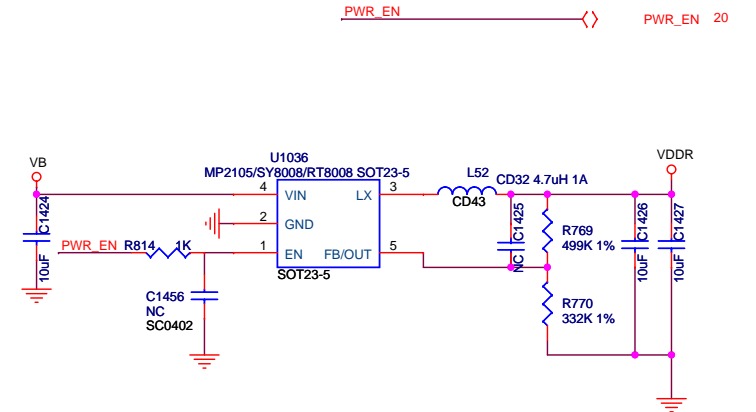 PWR_EN
PWR_EN 20
U1036
MP2105/SY8008/RT8008 SOT23-5
VB
VDDR
L52
CD32 4.7uH 1A
CD43
4
VIN
LX
3
2
GND
1
EN
FB/OUT
5
SOT23-5
C1424
10uF
PWR_EN
R814
1K
C1456
NC
SC0402
C1425
NC
R769
499K 1%
R770
332K 1%
C1426
10uF
C1427
10uF